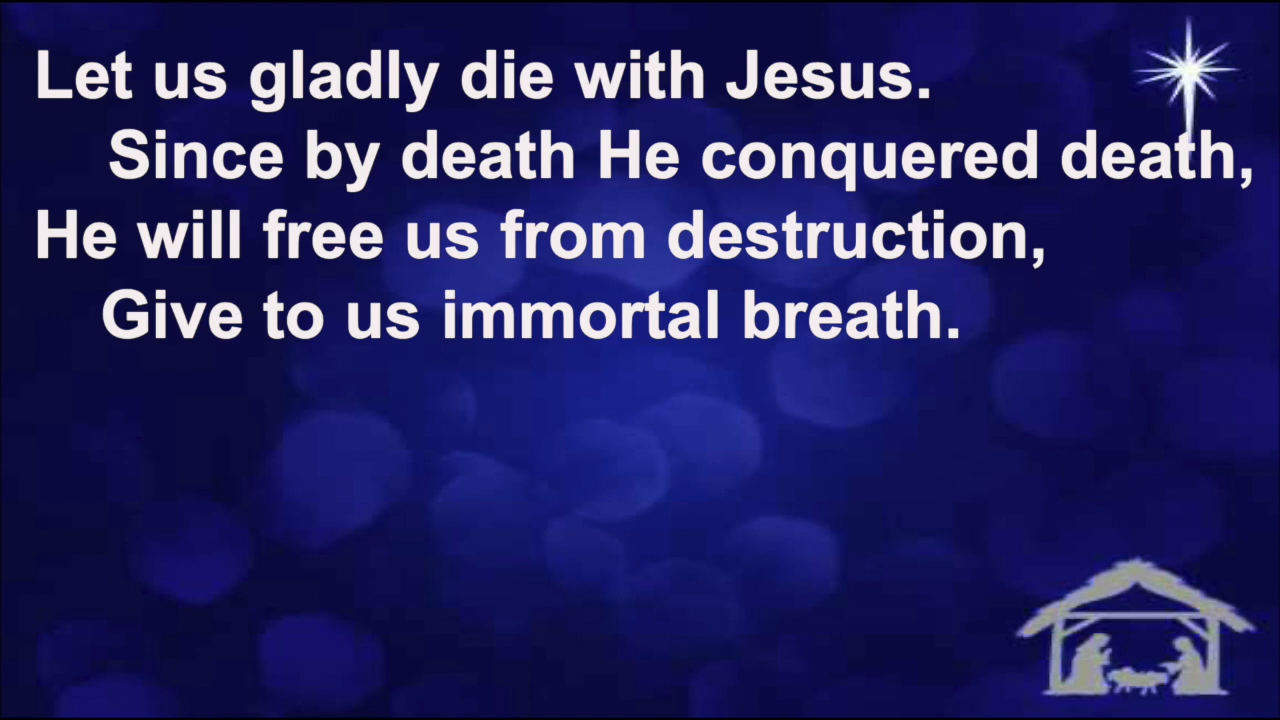 Let us gladly die with Jesus.
Since by death He conquered death,
He will free us from destruction,
Give to us immortal breath.